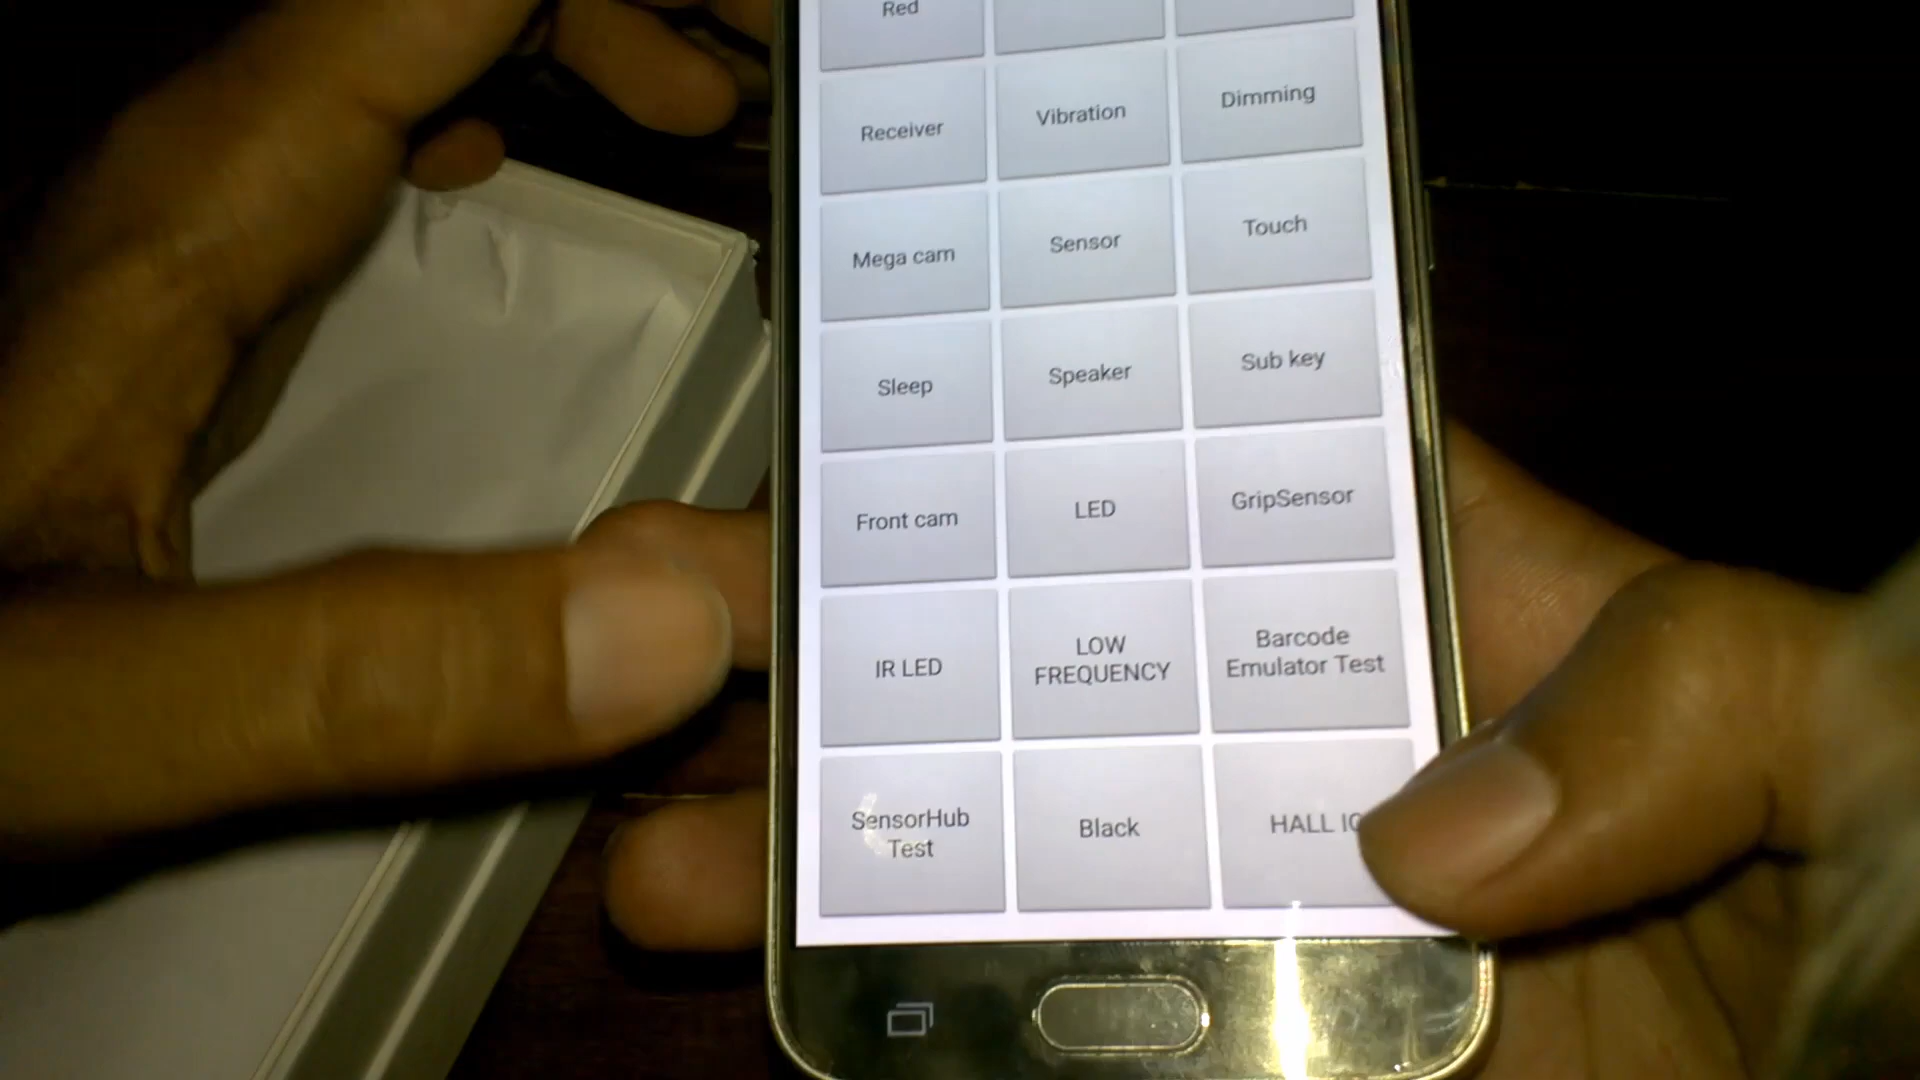 Red
Receiver
Vibration
Dimming
Mega cam
Sensor
Touch
Sleep
Speaker
Sub key
Front cam
LED
GripSensor
IR LED
LOW
FREQUENCY
Barcode
Emulator Test
SensorHub
Test
Black
HALL IC